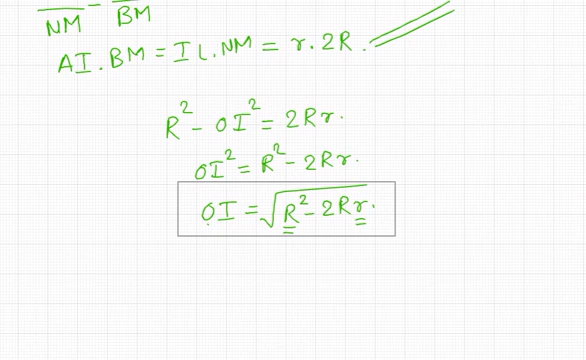 NM = BM
AI.BM = IL.NM = r.2R.
R² - OI² = 2Rr.
OI² = R² - 2Rr.
OI = √R² - 2Rr.